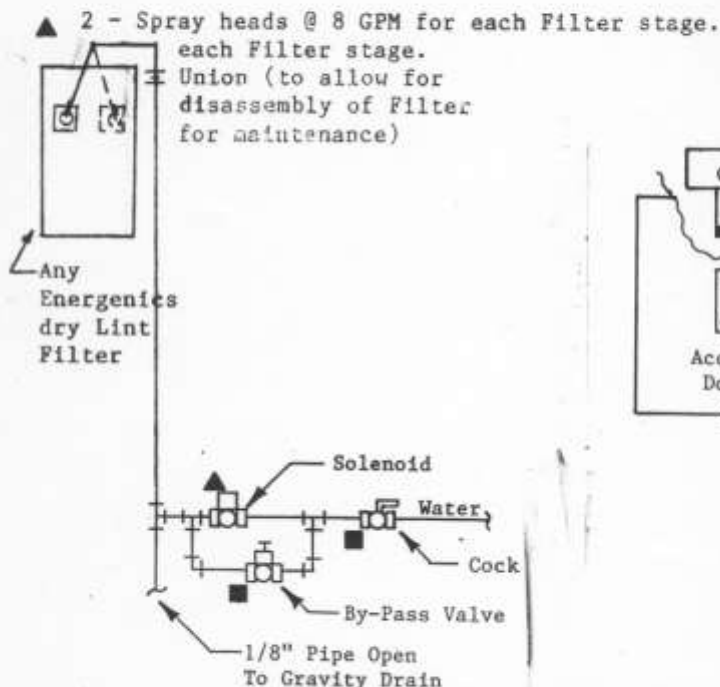 2 - Spray heads @ 8 GPM for each Filter stage.
each Filter stage.
Union (to allow for
disassembly of Filter
for maintenance)
Any
Energenics
dry Lint
Filter
Solenoid
Water
Cock
By-Pass Valve
1/8" Pipe Open
To Gravity Drain